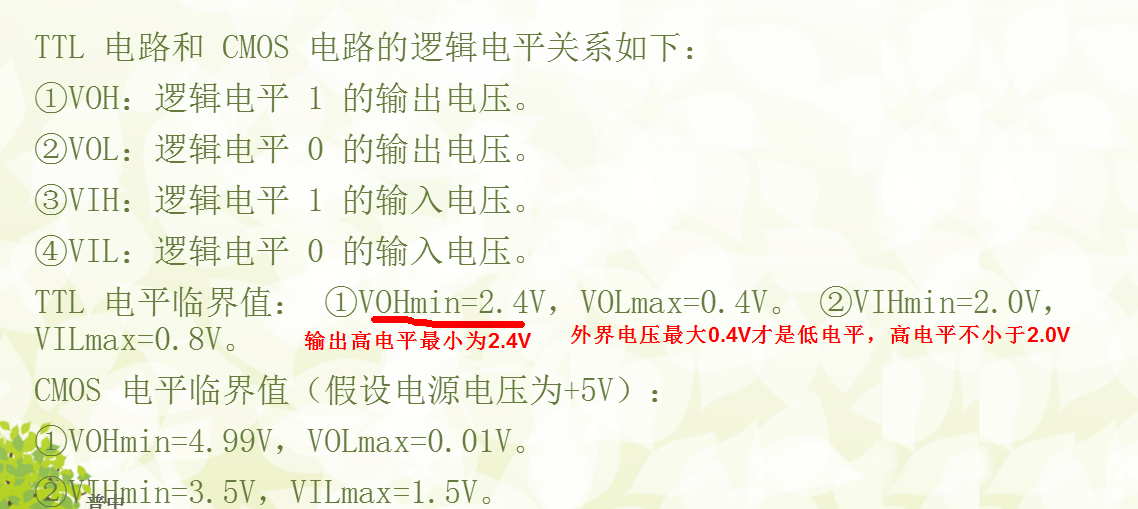 TTL 电路和 CMOS 电路的逻辑电平关系如下：
①VOH：逻辑电平 1 的输出电压。
②VOL：逻辑电平 0 的输出电压。
③VIH：逻辑电平 1 的输入电压。
④VIL：逻辑电平 0 的输入电压。
TTL 电平临界值： ①VOHmin=2.4V，VOLmax=0.4V。 ②VIHmin=2.0V，
VILmax=0.8V。
输出高电平最小为2.4V
外界电压最大0.4V才是低电平，高电平不小于2.0V
CMOS 电平临界值（假设电源电压为+5V）：
①VOHmin=4.99V，VOLmax=0.01V。
②VIHmin=3.5V，VILmax=1.5V。
普中